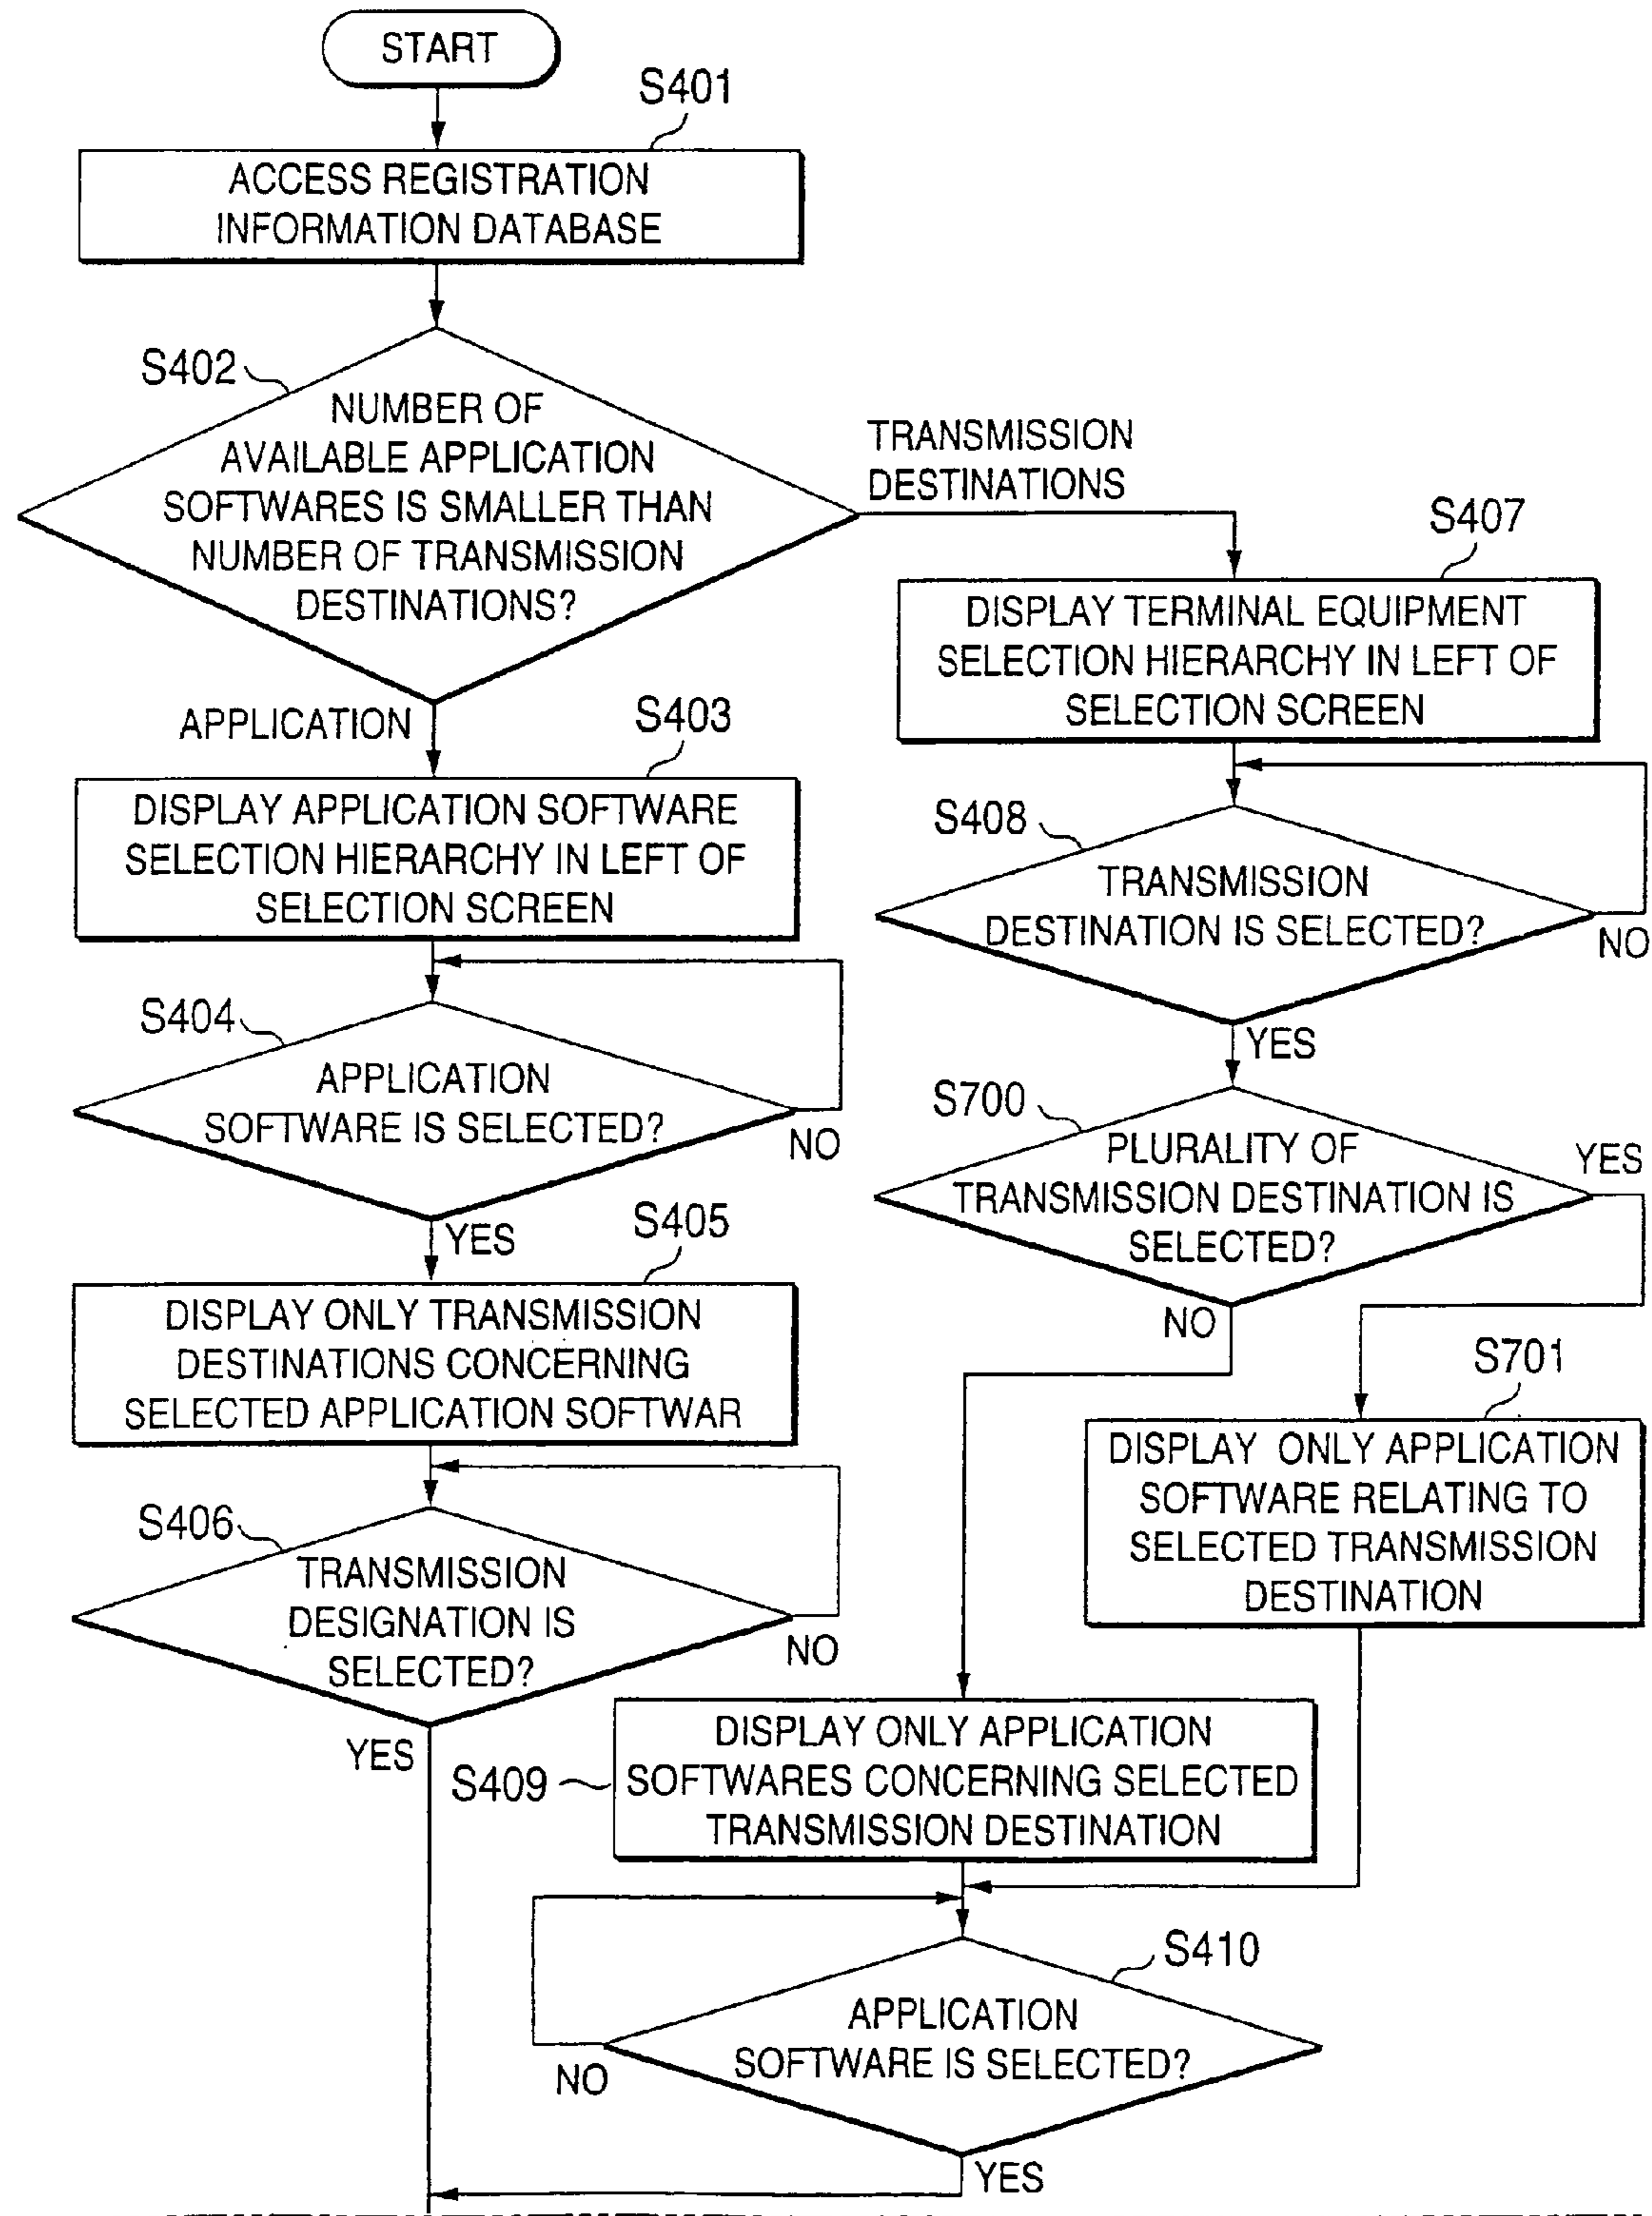 START
S401
ACCESS REGISTRATION
INFORMATION DATABASE
S402
NUMBER OF
AVAILABLE APPLICATION
SOFTWARES IS SMALLER THAN
NUMBER OF TRANSMISSION
DESTINATIONS?
TRANSMISSION
DESTINATIONS
APPLICATION
S403
DISPLAY APPLICATION SOFTWARE
SELECTION HIERARCHY IN LEFT OF
SELECTION SCREEN
S404
APPLICATION
SOFTWARE IS SELECTED?
NO
YES
S405
DISPLAY ONLY TRANSMISSION
DESTINATIONS CONCERNING
SELECTED APPLICATION SOFTWAR
S406
TRANSMISSION
DESIGNATION IS
SELECTED?
NO
YES
S407
DISPLAY TERMINAL EQUIPMENT
SELECTION HIERARCHY IN LEFT OF
SELECTION SCREEN
S408
TRANSMISSION
DESTINATION IS SELECTED?
NO
YES
S700
PLURALITY OF
TRANSMISSION DESTINATION IS
SELECTED?
YES
NO
S701
DISPLAY ONLY APPLICATION
SOFTWARE RELATING TO
SELECTED TRANSMISSION
DESTINATION
S409
DISPLAY ONLY APPLICATION
SOFTWARES CONCERNING SELECTED
TRANSMISSION DESTINATION
S410
APPLICATION
SOFTWARE IS SELECTED?
NO
YES